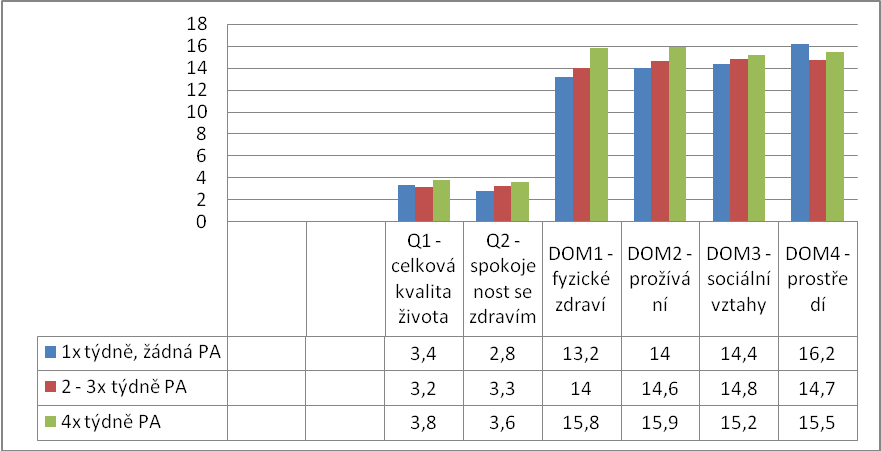 18
16
14
12
10
8
6
4
2
0
Q1 -
celková
kvalita
života
Q2 -
spokoje
nost se
zdravím
DOM1 -
fyzické
zdraví
DOM2 -
prožívá
ní
DOM3 -
sociální
vztahy
DOM4 -
prostře
dí
1x týdně, žádná PA 3,4 2,8 13,2 14 14,4 16,2
2 - 3x týdně PA 3,2 3,3 14 14,6 14,8 14,7
4x týdně PA 3,8 3,6 15,8 15,9 15,2 15,5